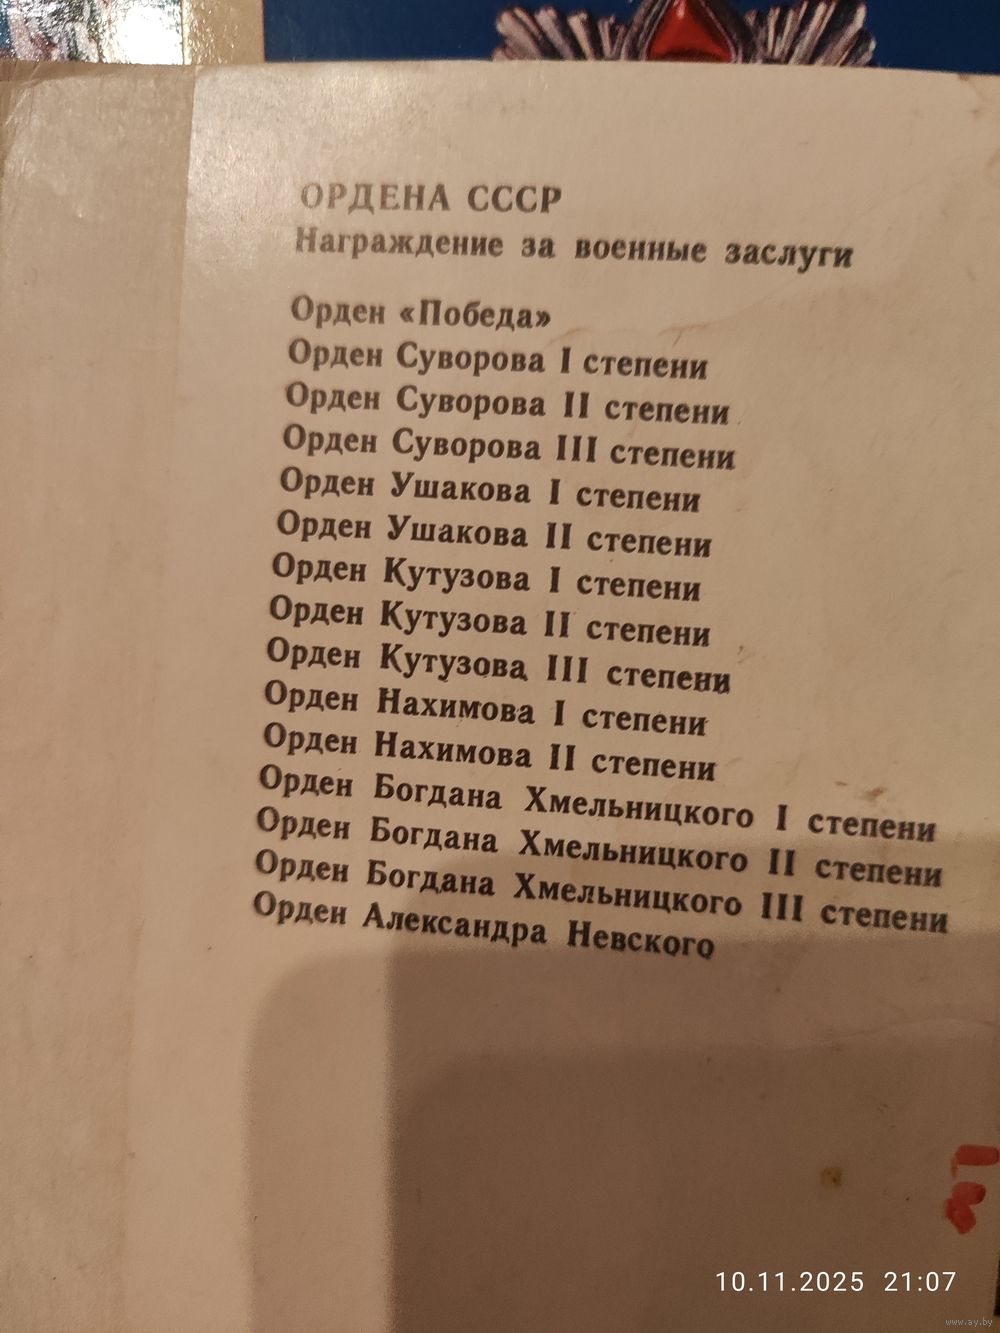 ОРДЕНА СССР
Награждение за военные заслуги
Орден «Победа»
Орден Суворова I степени
Орден Суворова II степени
Орден Суворова III степени
Орден Ушакова I степени
Орден Ушакова II степени
Орден Кутузова I степени
Орден Кутузова II степени
Орден Кутузова III степени
Орден Нахимова I степени
Орден Нахимова II степени
Орден Богдана Хмельницкого I степени
Орден Богдана Хмельницкого II степени
Орден Богдана Хмельницкого III степени
Орден Александра Невского
10.11.2025 21:07
www.ay.by